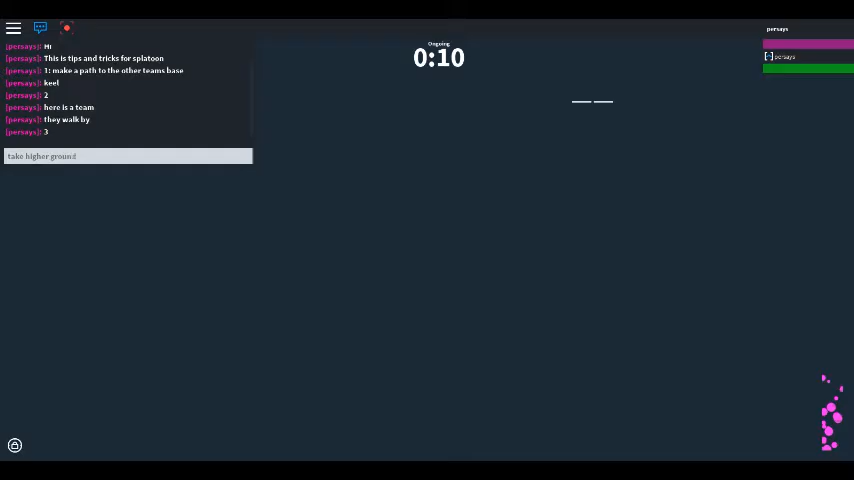 persays
[persays]: Hi
Ongoing
0:10
[persays]: This is tips and tricks for splatoon
[persays]: 1: make a path to the other teams base
persays
[persays]: keel
[persays]: 2
[persays]: here is a team
[persays]: they walk by
[persays]: 3
take higher ground